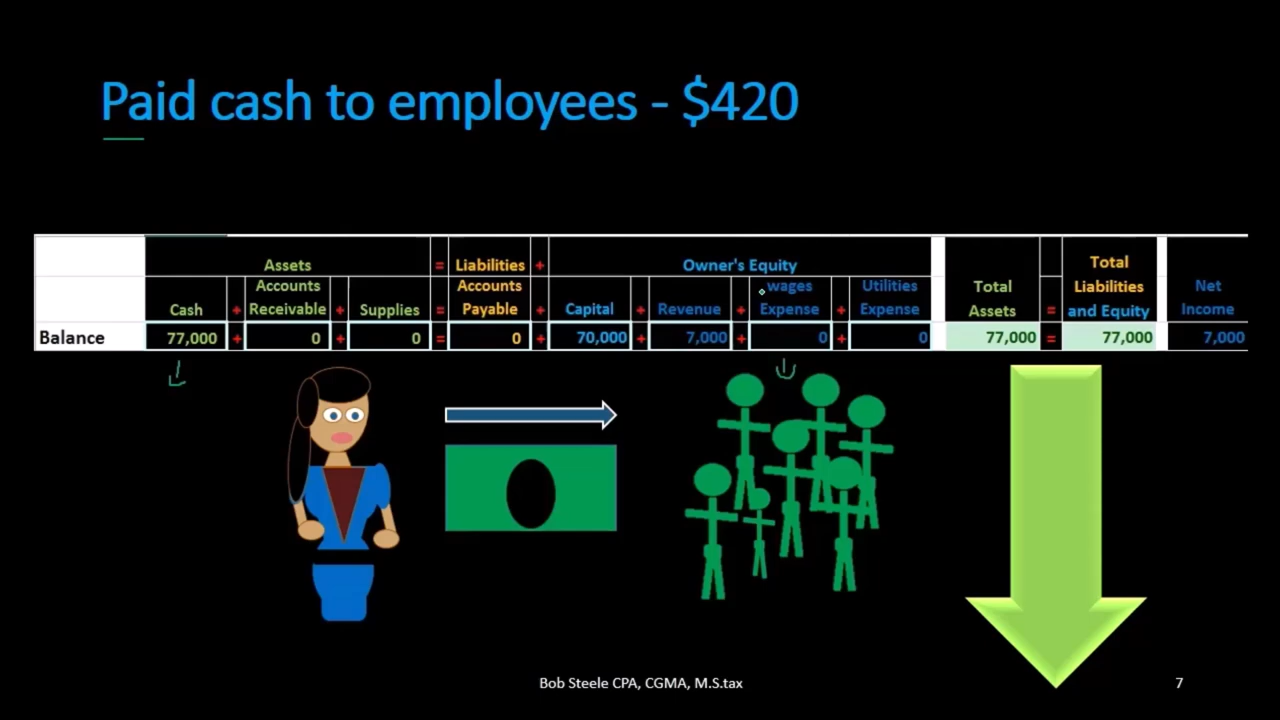 Paid cash to employees - $420
Assets = Liabilities + Owner's Equity
Cash + Accounts Receivable + Supplies = Accounts Payable + Capital + Revenue + wages Expense + Utilities Expense Total Assets = Total Liabilities and Equity Net Income
Balance 77,000 + 0 + 0 = 0 + 70,000 + 7,000 + 0 + 0 77,000 = 77,000 7,000
Bob Steele CPA, CGMA, M.S.tax
7